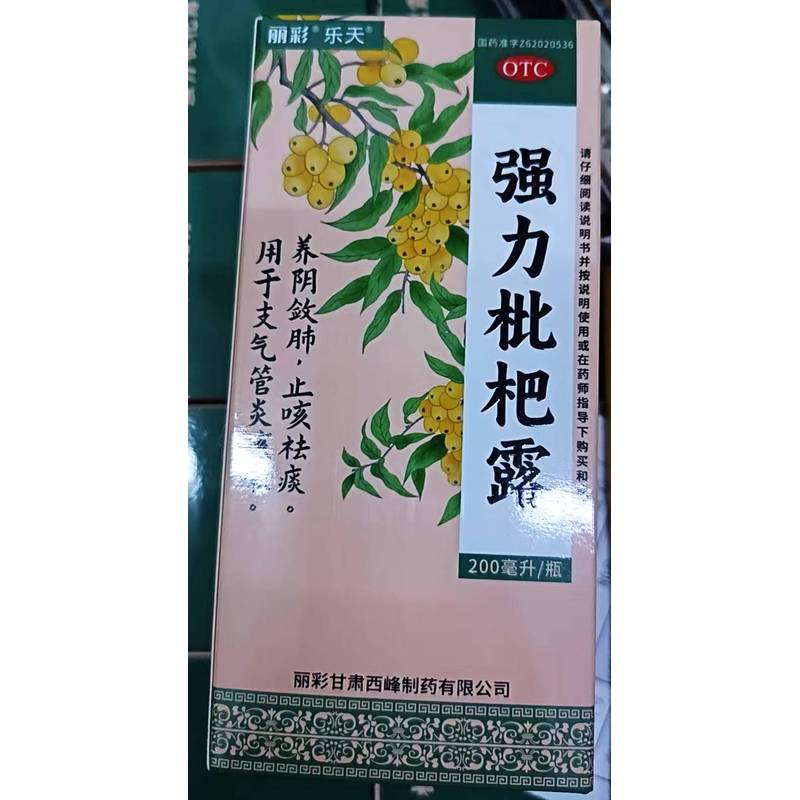 丽彩® 乐天®
国药准字Z62020536
OTC
强力枇杷露
请仔细阅读说明书并按说明使用或在药师指导下购买和
养阴敛肺，止咳祛痰。
用于支气管炎
200毫升/瓶
丽彩甘肃西峰制药有限公司